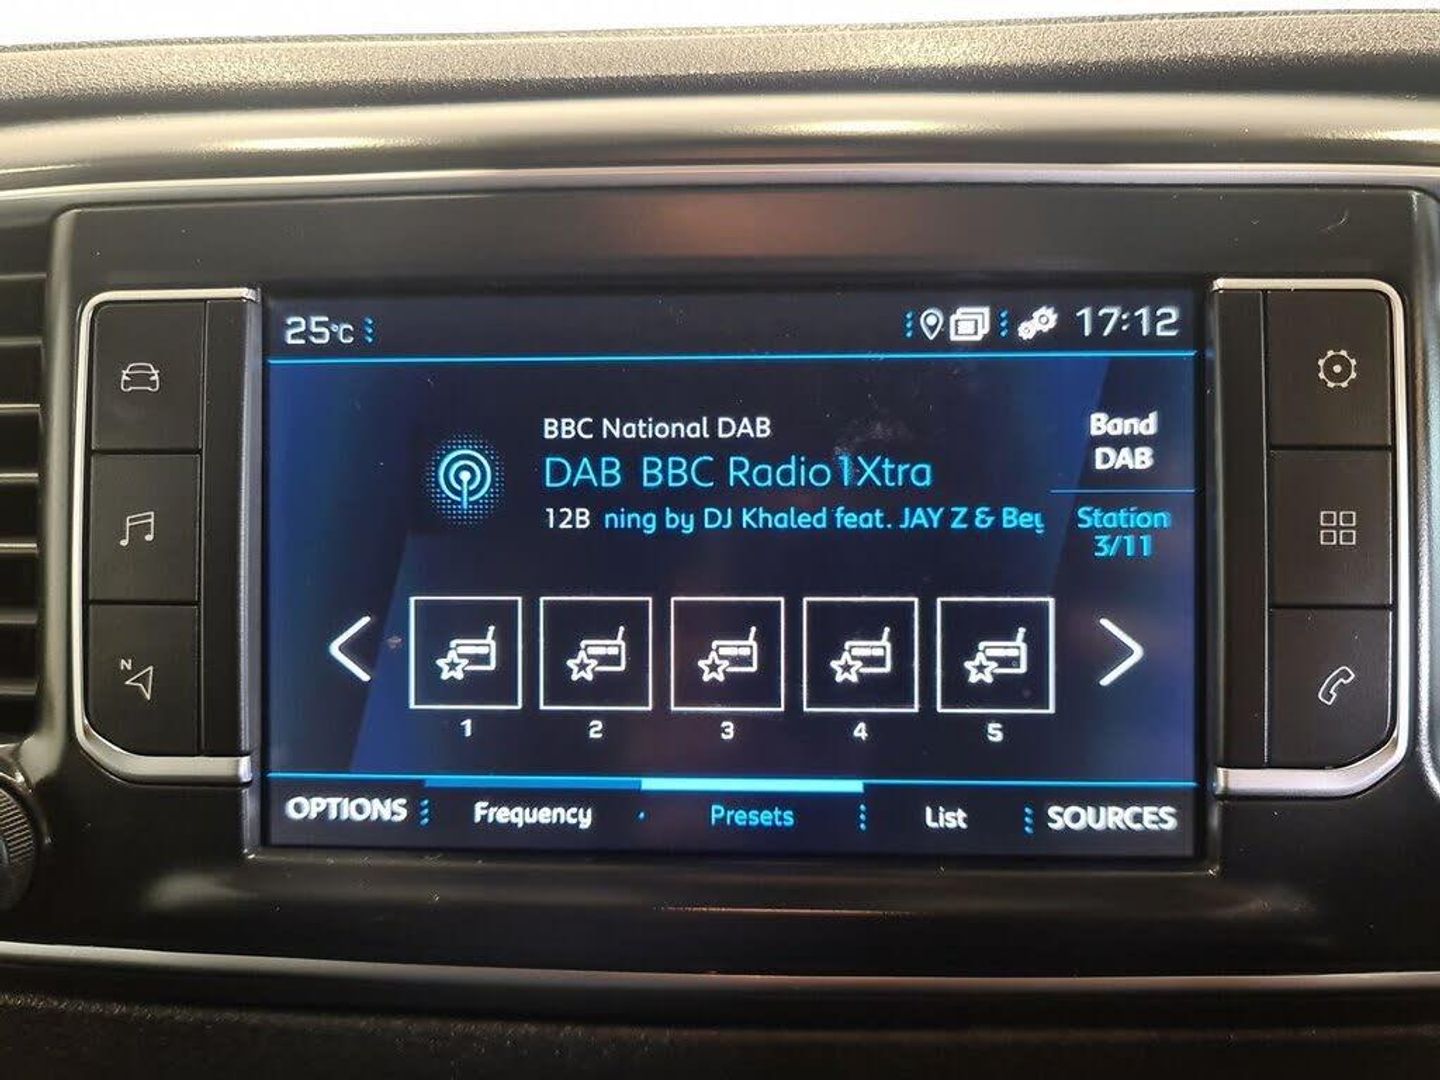 25°C
17:12
BBC National DAB
DAB BBC Radio 1Xtra
12B ning by DJ Khaled feat. JAY Z & Bey
Band
DAB
Station
3/11
1 2 3 4 5
OPTIONS Frequency Presets List SOURCES
N